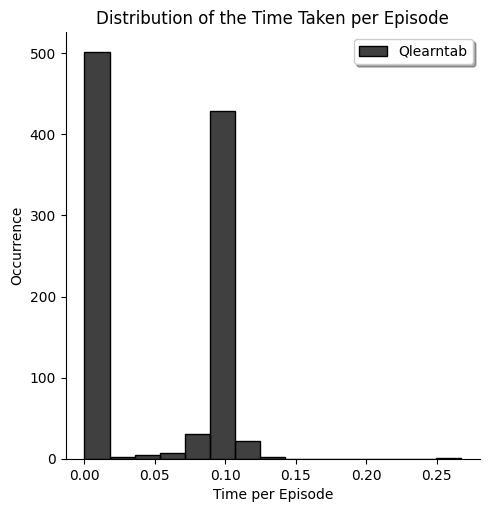 Distribution of the Time Taken per Episode
Qlearntab
Occurrence
500
400
300
200
100
0
0.00 0.05 0.10 0.15 0.20 0.25
Time per Episode